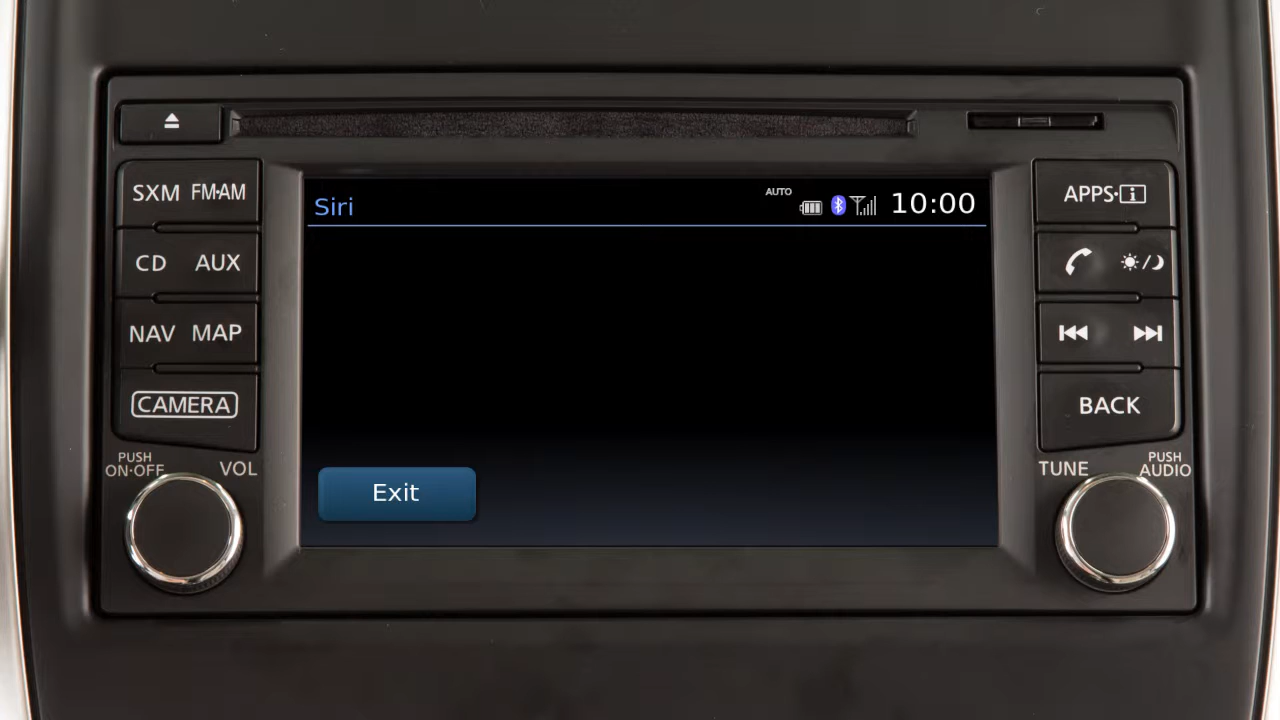 SXM FM·AM
CD AUX
NAV MAP
CAMERA
PUSH
ON·OFF
VOL
Siri
AUTO
10:00
Exit
APPS·i
BACK
TUNE
PUSH
AUDIO